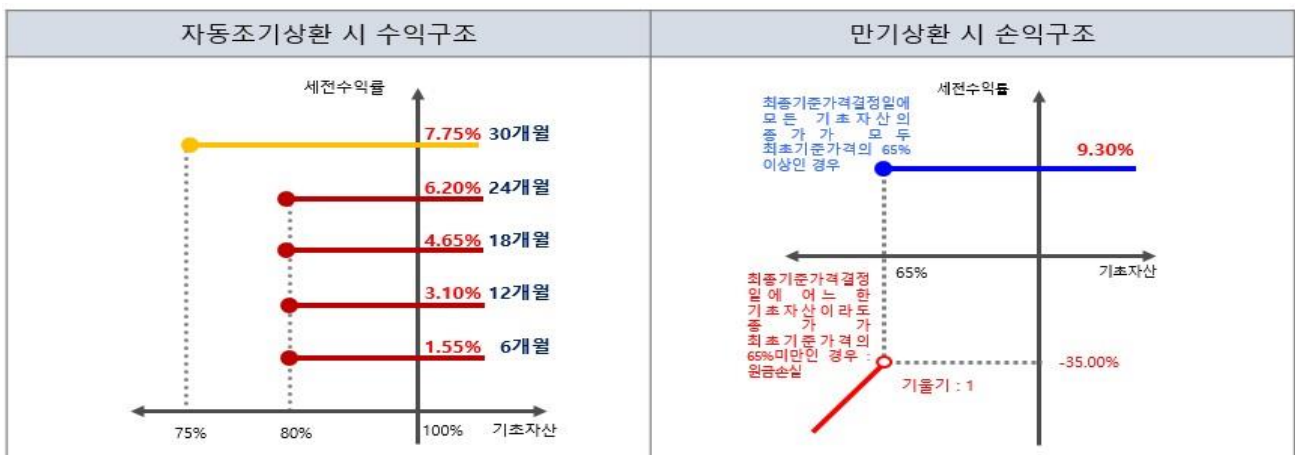 자동조기상환 시 수익구조
세전수익률
7.75% 30개월
6.20% 24개월
4.65% 18개월
3.10% 12개월
1.55% 6개월
75% 80% 100% 기초자산
만기상환 시 손익구조
세전수익률
최종기준가격결정일에
모든 기초자산의
종가가 모두
최초기준가격의 65%
이상인 경우
9.30%
65% 기초자산
최종기준가격결정
일에 어느 한
기초자산이라도
종가가
최초기준가격의
65%미만인 경우 :
원금손실
-35.00%
기울기 : 1